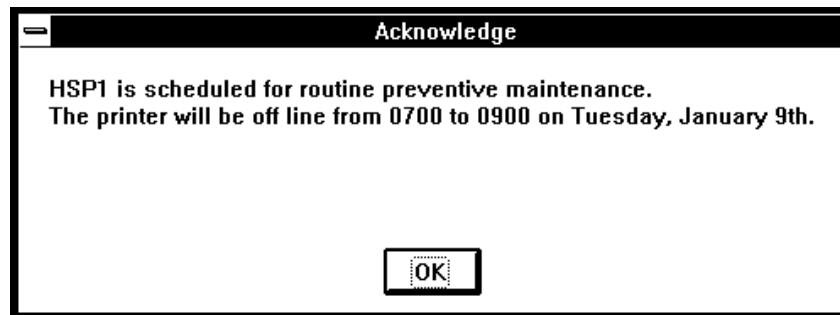 Acknowledge
HSP1 is scheduled for routine preventive maintenance.
The printer will be off line from 0700 to 0900 on Tuesday, January 9th.
OK